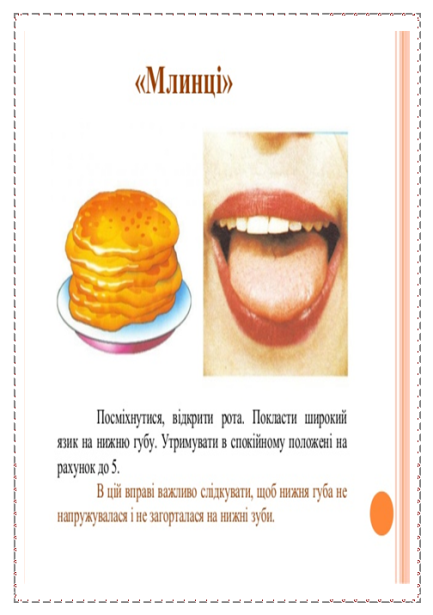 «Млинці»
Посміхнутися, відкрити рота. Покласти широкий
язик на нижню губу. Утримувати в спокійному положені на
рахунок до 5.
В цій вправі важливо слідкувати, щоб нижня губа не
напружувалася і не загорталася на нижні зуби.